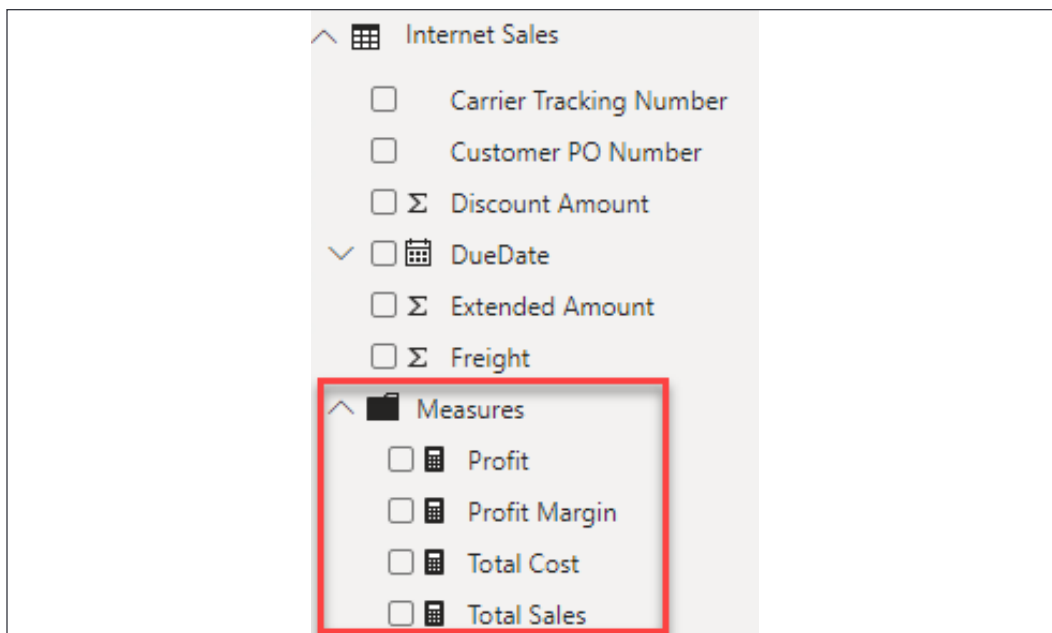 Internet Sales
Carrier Tracking Number
Customer PO Number
Σ Discount Amount
DueDate
Σ Extended Amount
Σ Freight
Measures
Profit
Profit Margin
Total Cost
Total Sales